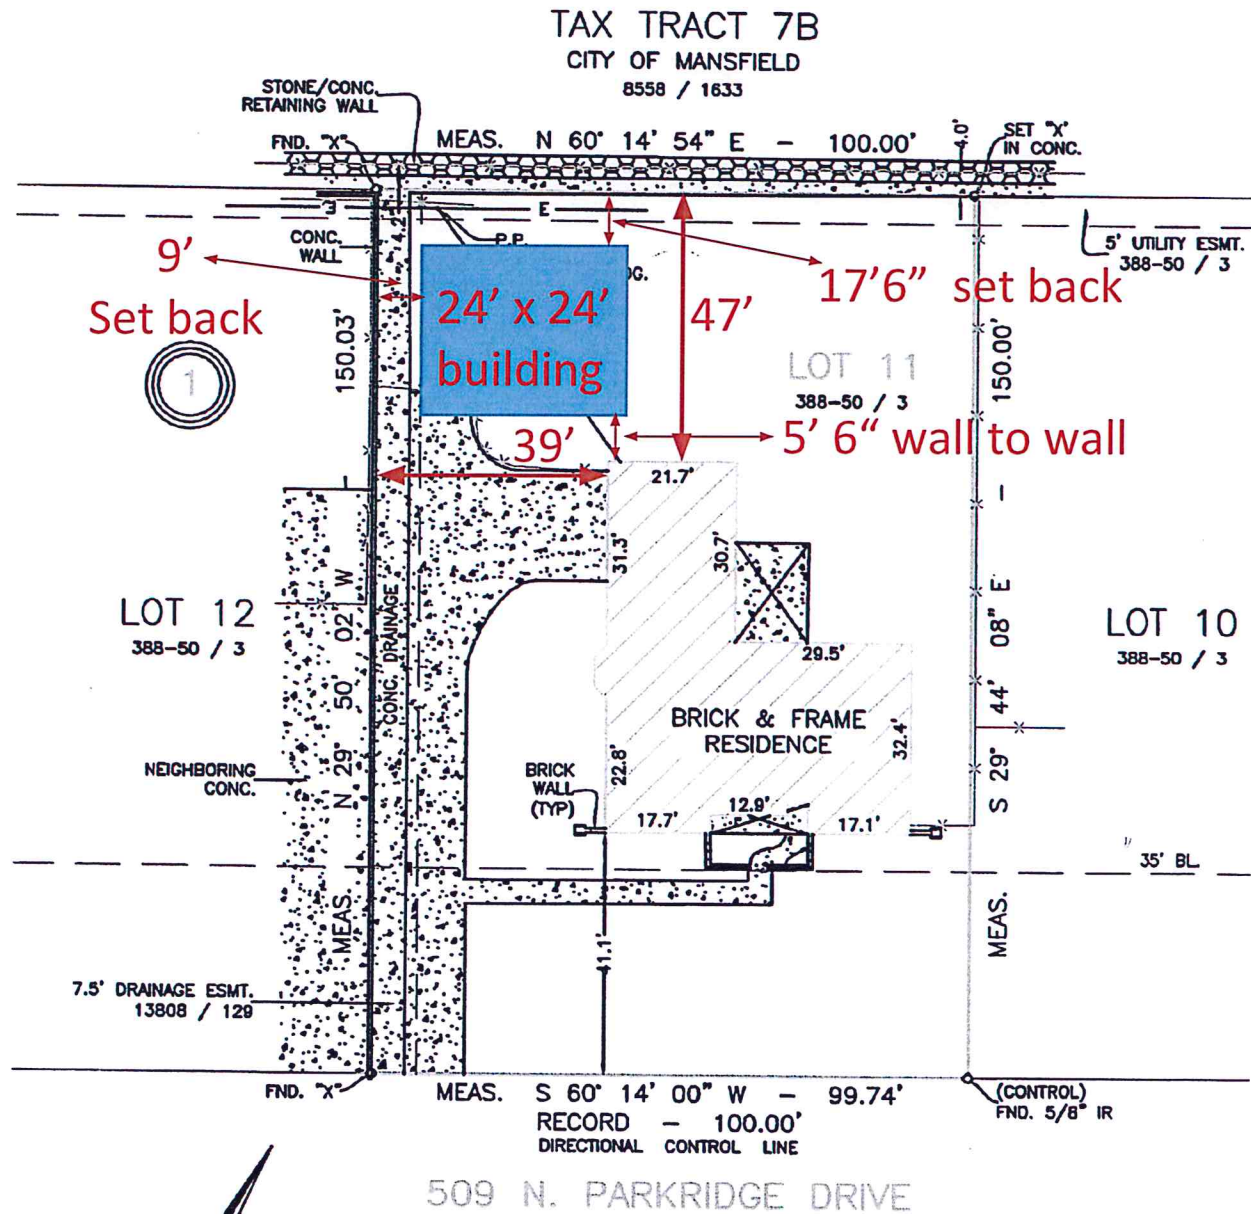 TAX TRACT 7B
CITY OF MANSFIELD
8558 / 1633
STONE/CONC.
RETAINING WALL
FND. "X"
MEAS. N 60° 14' 54" E - 100.00'
4.0'
SET "X"
IN CONC.
E
E
4.2'
CONC.
WALL
P.P.
5' UTILITY ESMT.
388-50 / 3
9'
Set back
24' x 24'
building
47'
17'6" set back
1
150.03'
LOT 11
388-50 / 3
150.00'
39'
5' 6" wall to wall
21.7'
31.3'
30.7'
LOT 12
388-50 / 3
CONC. DRAINAGE
29.5'
LOT 10
388-50 / 3
BRICK & FRAME
RESIDENCE
32.4'
22.8'
NEIGHBORING
CONC.
BRICK
WALL
(TYP)
17.7'
12.9'
17.1'
35' BL
MEAS. N 29° 50' 02" W -
MEAS. S 29° 44' 08" E -
41.1'
7.5' DRAINAGE ESMT.
13808 / 129
FND. "X"
MEAS. S 60° 14' 00" W - 99.74'
RECORD - 100.00'
DIRECTIONAL CONTROL LINE
(CONTROL)
FND. 5/8" IR
509 N. PARKRIDGE DRIVE